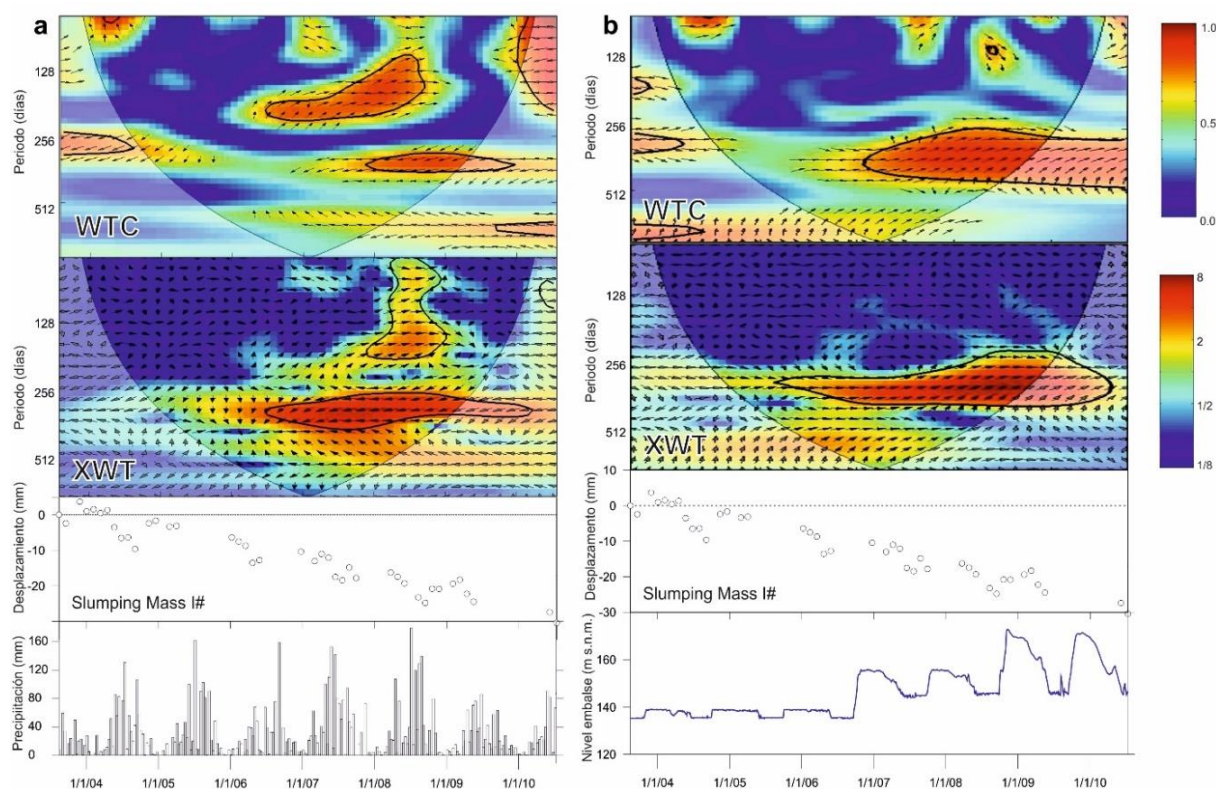 a
128
256
512
Periodo (días)
WTC
128
256
512
Periodo (días)
XWT
0
-10
-20
Desplazamiento (mm)
Slumping Mass I#
160
120
80
40
0
Precipiitación (mm)
1/1/04 1/1/05 1/1/06 1/1/07 1/1/08 1/1/09 1/1/10
b
128
256
512
Periodo (días)
WTC
128
256
512
Periodo (días)
XWT
10
0
-10
-20
-30
Desplazamiento (mm)
Slumping Mass I#
160
140
120
Nivel embalse (m s.n.m.)
1/1/04 1/1/05 1/1/06 1/1/07 1/1/08 1/1/09 1/1/10
1.0
0.5
0.0
8
2
1/2
1/8